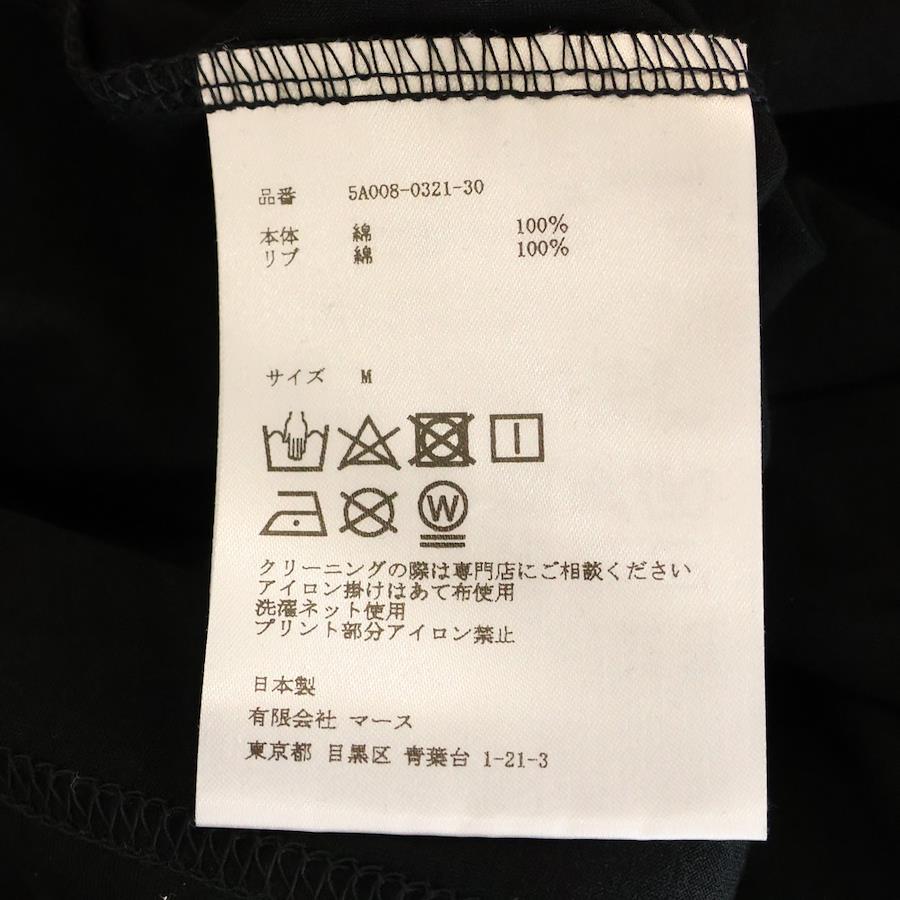 品番 5A008-0321-30
本体 綿 100%
リブ 綿 100%
サイズ M
W
クリーニングの際は専門店にご相談ください
アイロン掛けはあて布使用
洗濯ネット使用
プリント部分アイロン禁止
日本製
有限会社 マース
東京都 目黒区 青葉台 1-21-3